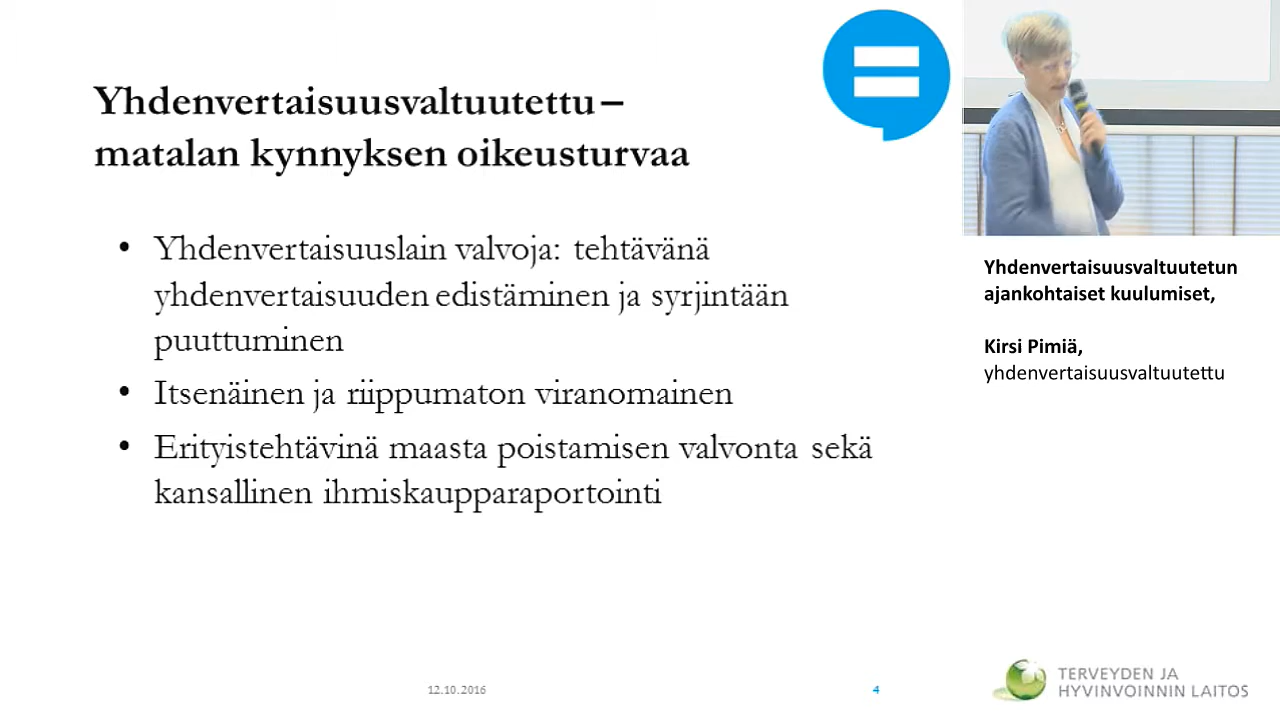 Yhdenvertaisuusvaltuutettu –
matalan kynnyksen oikeusturvaa
• Yhdenvertaisuuslain valvoja: tehtävänä
yhdenvertaisuuden edistäminen ja syrjintään
puuttuminen
• Itsenäinen ja riippumaton viranomainen
• Erityistehtävinä maasta poistamisen valvonta sekä
kansallinen ihmiskaupparaportointi
12.10.2016
4
Yhdenvertaisuusvaltuutetun
ajankohtaiset kuulumiset,
Kirsi Pimiä,
yhdenvertaisuusvaltuutettu
TERVEYDEN JA
HYVINVOINNIN LAITOS